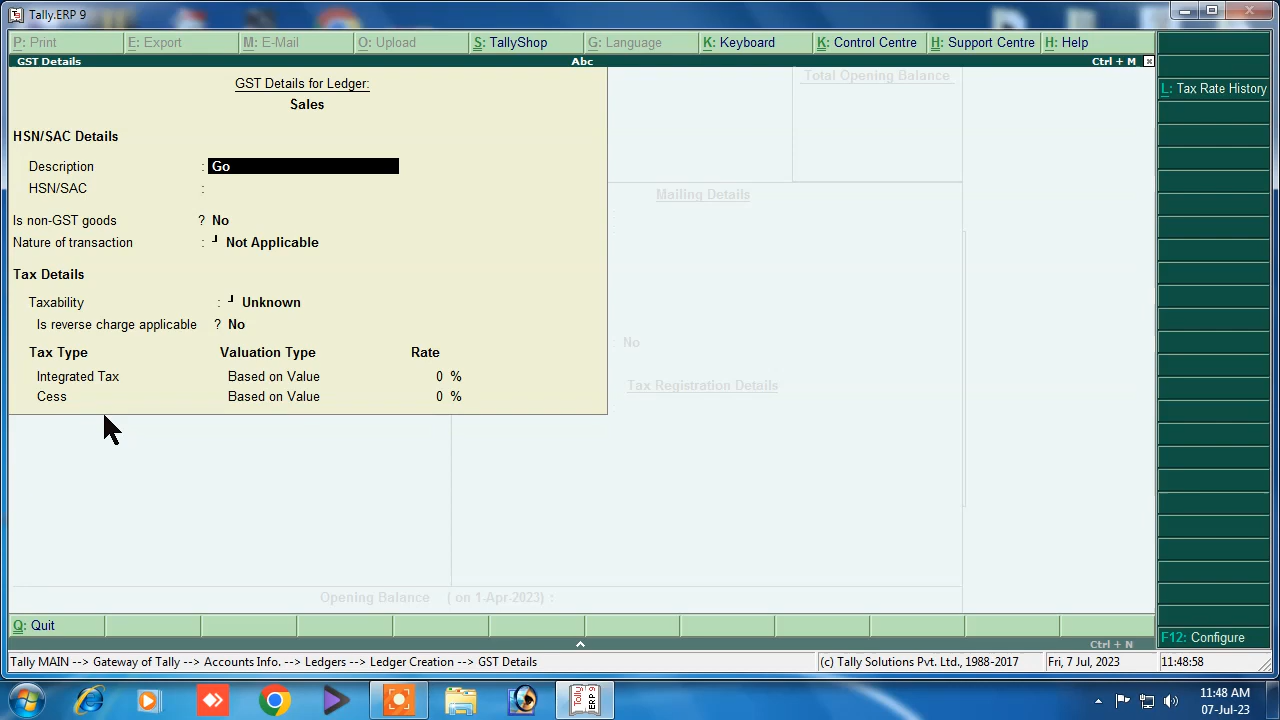 Tally.ERP 9
P: Print E: Export M: E-Mail O: Upload S: TallyShop G: Language K: Keyboard K: Control Centre H: Support Centre H: Help
GST Details Abc Ctrl + M
GST Details for Ledger:
Sales
HSN/SAC Details
Description : Go
HSN/SAC :
Is non-GST goods ? No
Nature of transaction : Not Applicable
Tax Details
Taxability : Unknown
Is reverse charge applicable ? No
Tax Type Valuation Type Rate
Integrated Tax Based on Value 0 %
Cess Based on Value 0 %
Total Opening Balance
Mailing Details
: No
Tax Registration Details
Opening Balance ( on 1-Apr-2023) :
L: Tax Rate History
F12: Configure
Q: Quit
Ctrl + N
Tally MAIN --> Gateway of Tally --> Accounts Info. --> Ledgers --> Ledger Creation --> GST Details (c) Tally Solutions Pvt. Ltd., 1988-2017 Fri, 7 Jul, 2023 11:48:58
11:48 AM
07-Jul-23